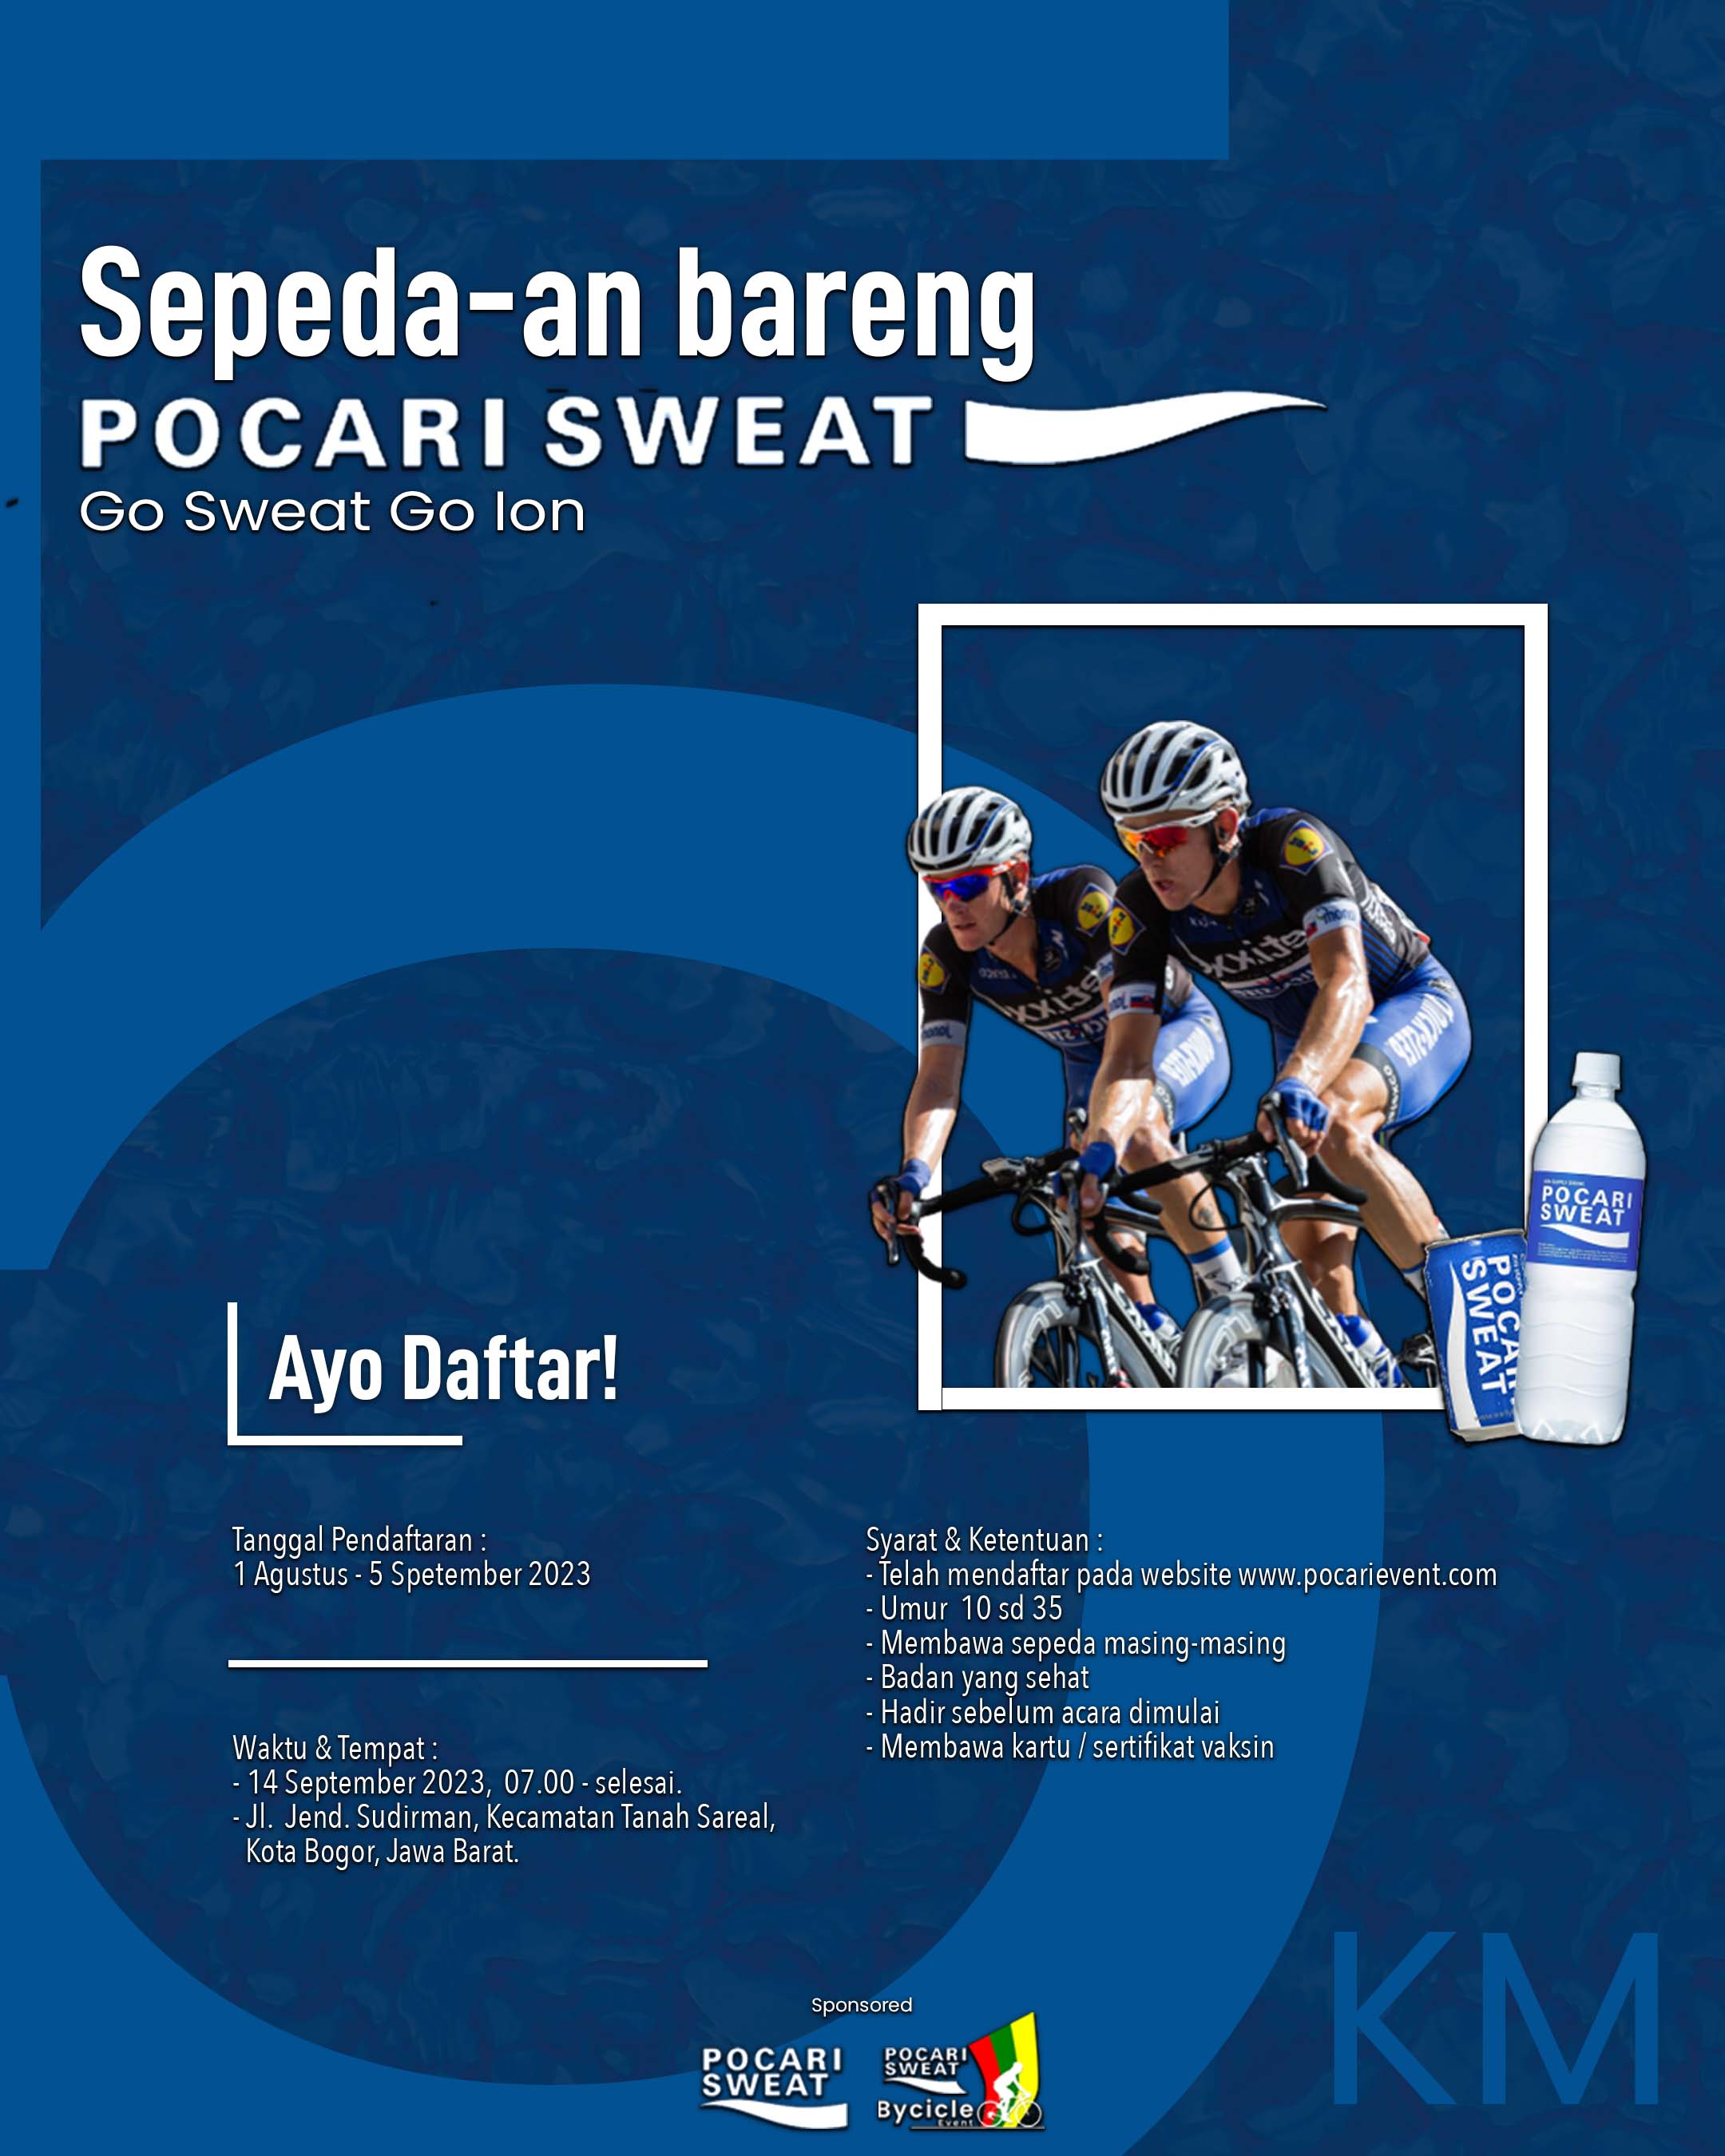 Sepeda-an bareng
POCARI SWEAT
Go Sweat Go Ion
POCARI
SWEAT
POCARI
SWEAT
Ayo Daftar!
Tanggal Pendaftaran :
1 Agustus - 5 Spetember 2023
Waktu & Tempat :
- 14 September 2023, 07.00 - selesai.
- Jl. Jend. Sudirman, Kecamatan Tanah Sareal,
Kota Bogor, Jawa Barat.
Syarat & Ketentuan :
- Telah mendaftar pada website www.pocarievent.com
- Umur 10 sd 35
- Membawa sepeda masing-masing
- Badan yang sehat
- Hadir sebelum acara dimulai
- Membawa kartu / sertifikat vaksin
5
KM
Sponsored
POCARI
SWEAT
POCARI
SWEAT
Bycicle
Event